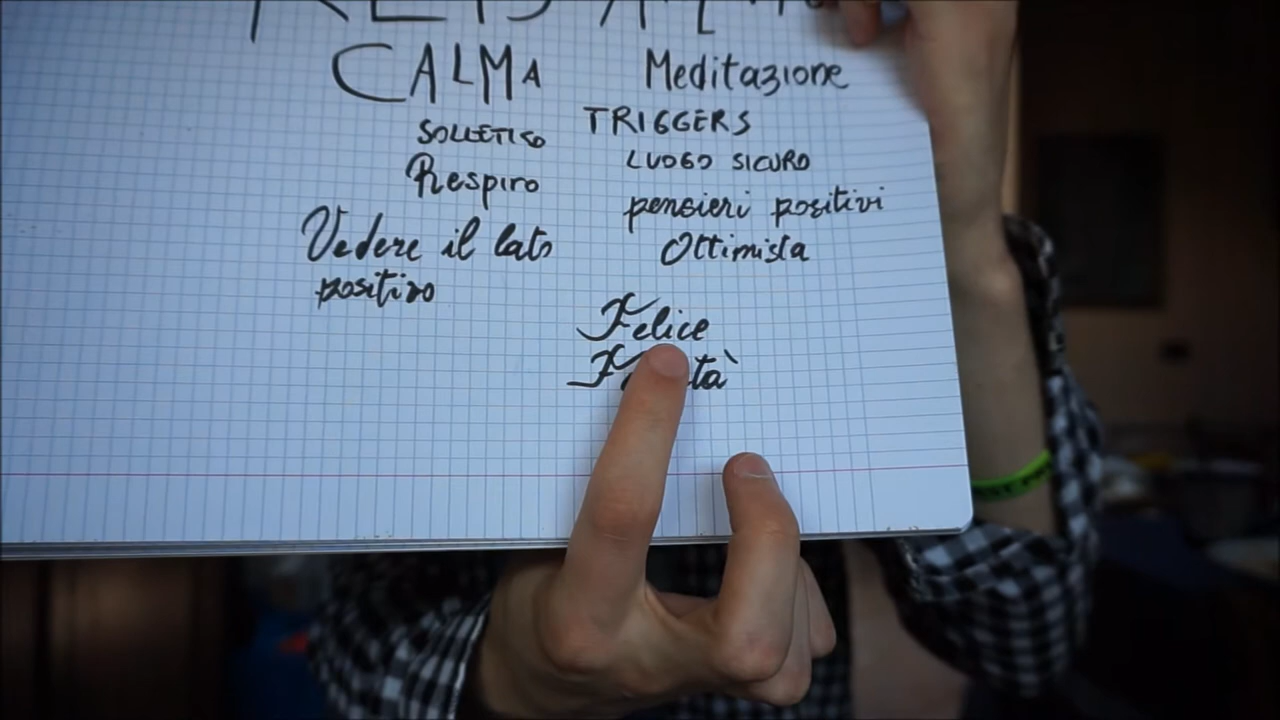 CALMA
Meditazione
SOLLETICO
TRIGGERS
Respiro
LUOGO SICURO
Vedere il lato
positivo
pensieri positivi
Ottimista
Felice